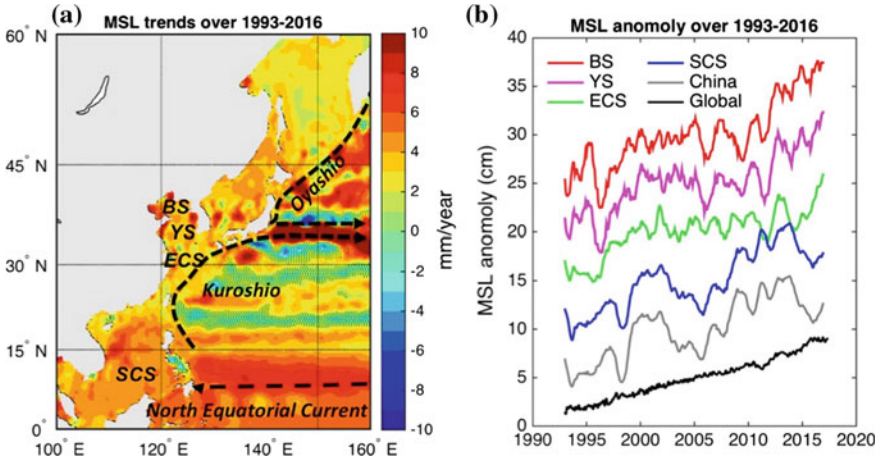 (a)
MSL trends over 1993-2016
60° N
45° N
30° N
15° N
0°
100° E
120° E
140° E
160° E
BS
YS
ECS
SCS
Oyashio
Kuroshio
North Equatorial Current
10
8
6
4
2
0
-2
-4
-6
-8
-10
mm/year
(b)
MSL anomoly over 1993-2016
MSL anomoly (cm)
40
35
30
25
20
15
10
5
0
BS
YS
ECS
SCS
China
Global
1990
1995
2000
2005
2010
2015
2020